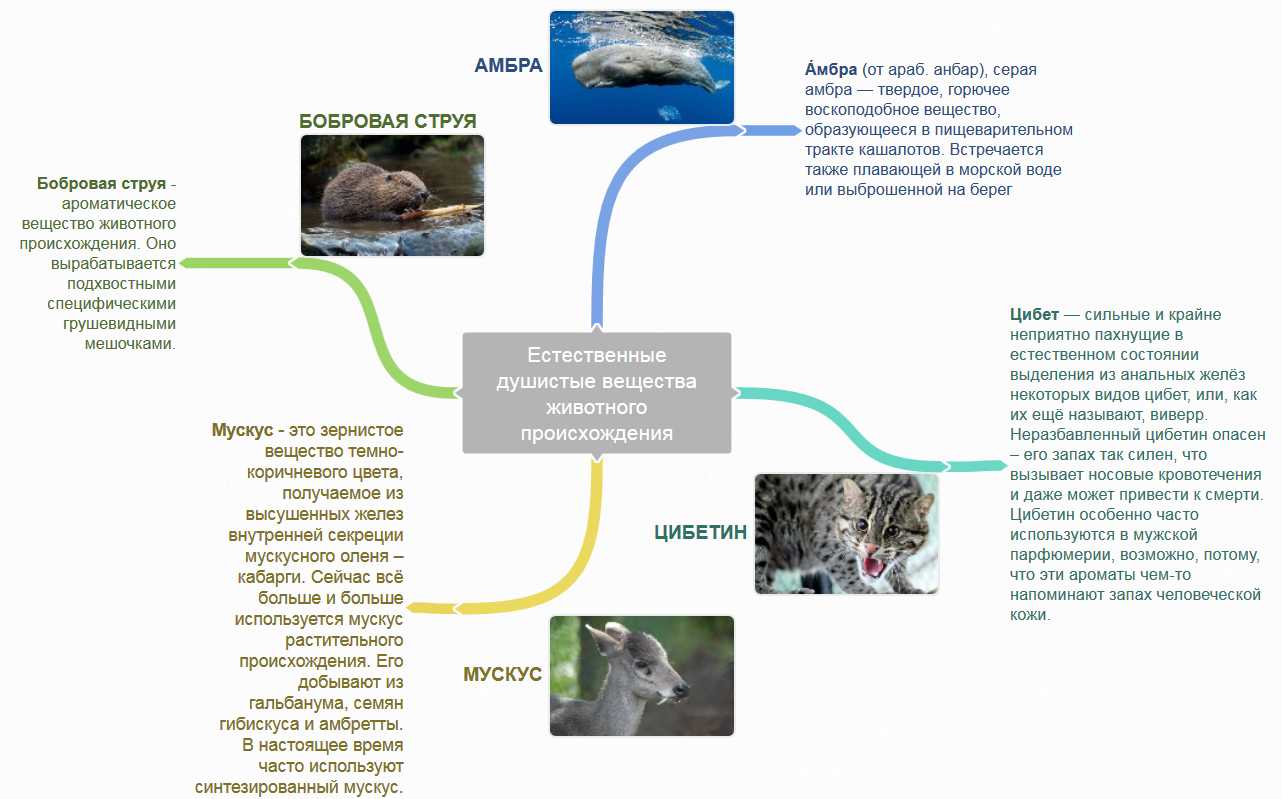 Естественные
душистые вещества
животного
происхождения
АМБРА
А́мбра (от араб. анбар), серая
амбра — твердое, горючее
воскоподобное вещество,
образующееся в пищеварительном
тракте кашалотов. Встречается
также плавающей в морской воде
или выброшенной на берег
БОБРОВАЯ СТРУЯ
Бобровая струя -
ароматическое
вещество животного
происхождения. Оно
вырабатывается
подхвостными
специфическими
грушевидными
мешочками.
ЦИБЕТИН
Цибет — сильные и крайне
неприятно пахнущие в
естественном состоянии
выделения из анальных желёз
некоторых видов цибет, или, как
их ещё называют, виверр.
Неразбавленный цибетин опасен
– его запах так силен, что
вызывает носовые кровотечения
и даже может привести к смерти.
Цибетин особенно часто
используются в мужской
парфюмерии, возможно, потому,
что эти ароматы чем-то
напоминают запах человеческой
кожи.
МУСКУС
Мускус - это зернистое
вещество темно-
коричневого цвета,
получаемое из
высушенных желез
внутренней секреции
мускусного оленя –
кабарги. Сейчас всё
больше и больше
используется мускус
растительного
происхождения. Его
добывают из
гальбанума, семян
гибискуса и амбретты.
В настоящее время
часто используют
синтезированный мускус.